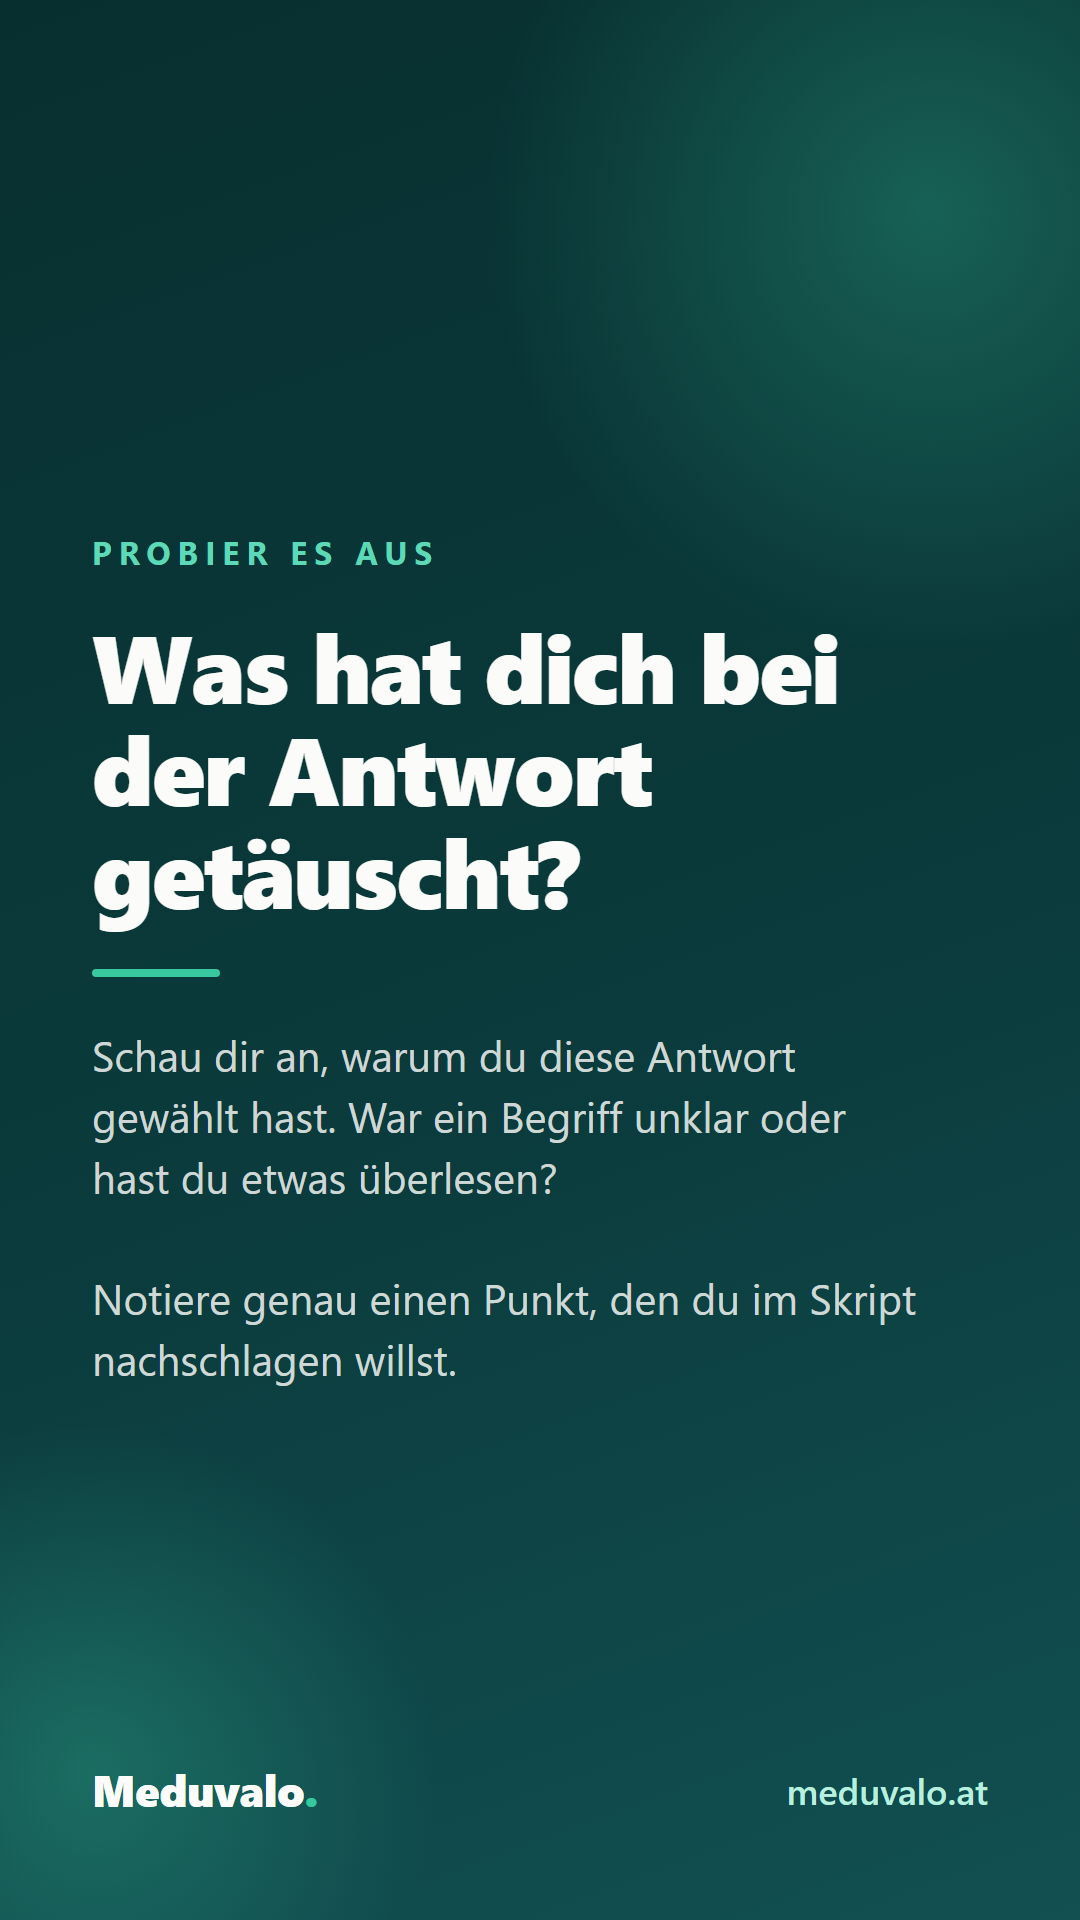 PROBIER ES AUS
Was hat dich bei
der Antwort
getäuscht?
Schau dir an, warum du diese Antwort
gewählt hast. War ein Begriff unklar oder
hast du etwas überlesen?
Notiere genau einen Punkt, den du im Skript
nachschlagen willst.
Meduvalo.
meduvalo.at